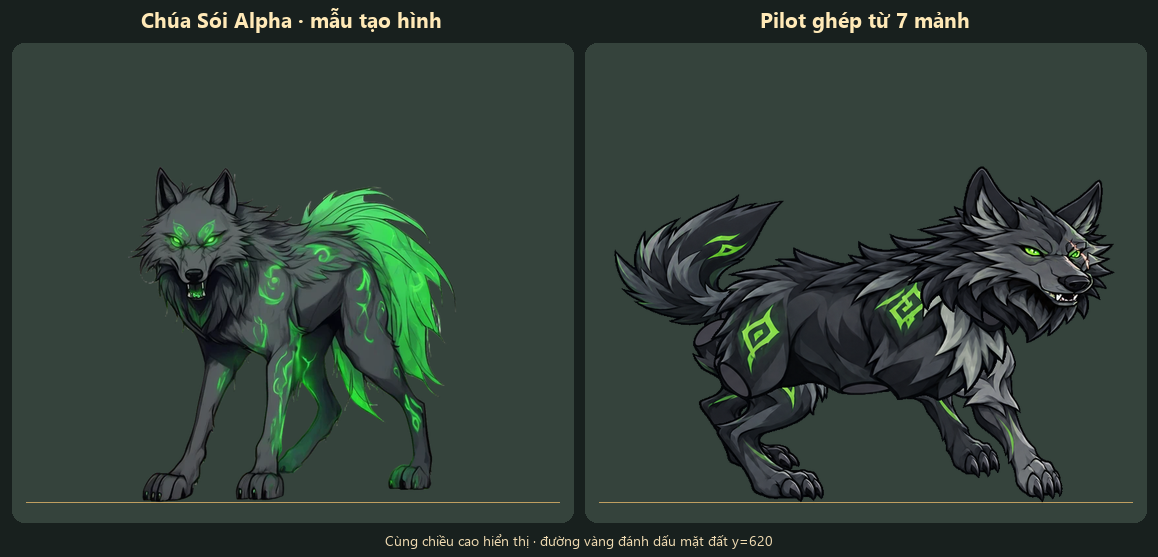 Chúa Sói Alpha · mẫu tạo hình
Pilot ghép từ 7 mảnh
Cùng chiều cao hiển thị · đường vàng đánh dấu mặt đất y=620